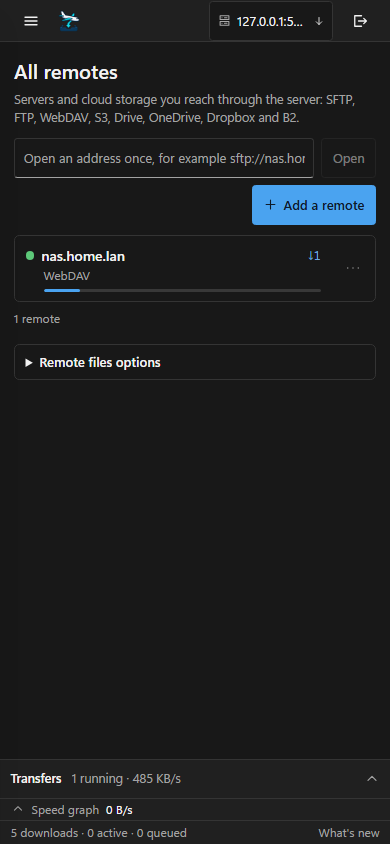 127.0.0.1:5...
All remotes
Servers and cloud storage you reach through the server: SFTP,
FTP, WebDAV, S3, Drive, OneDrive, Dropbox and B2.
Open an address once, for example sftp://nas.hor
Open
+ Add a remote
nas.home.lan
↓1
...
WebDAV
1 remote
Remote files options
Transfers 1 running · 485 KB/s
Speed graph 0 B/s
5 downloads · 0 active · 0 queued
What's new